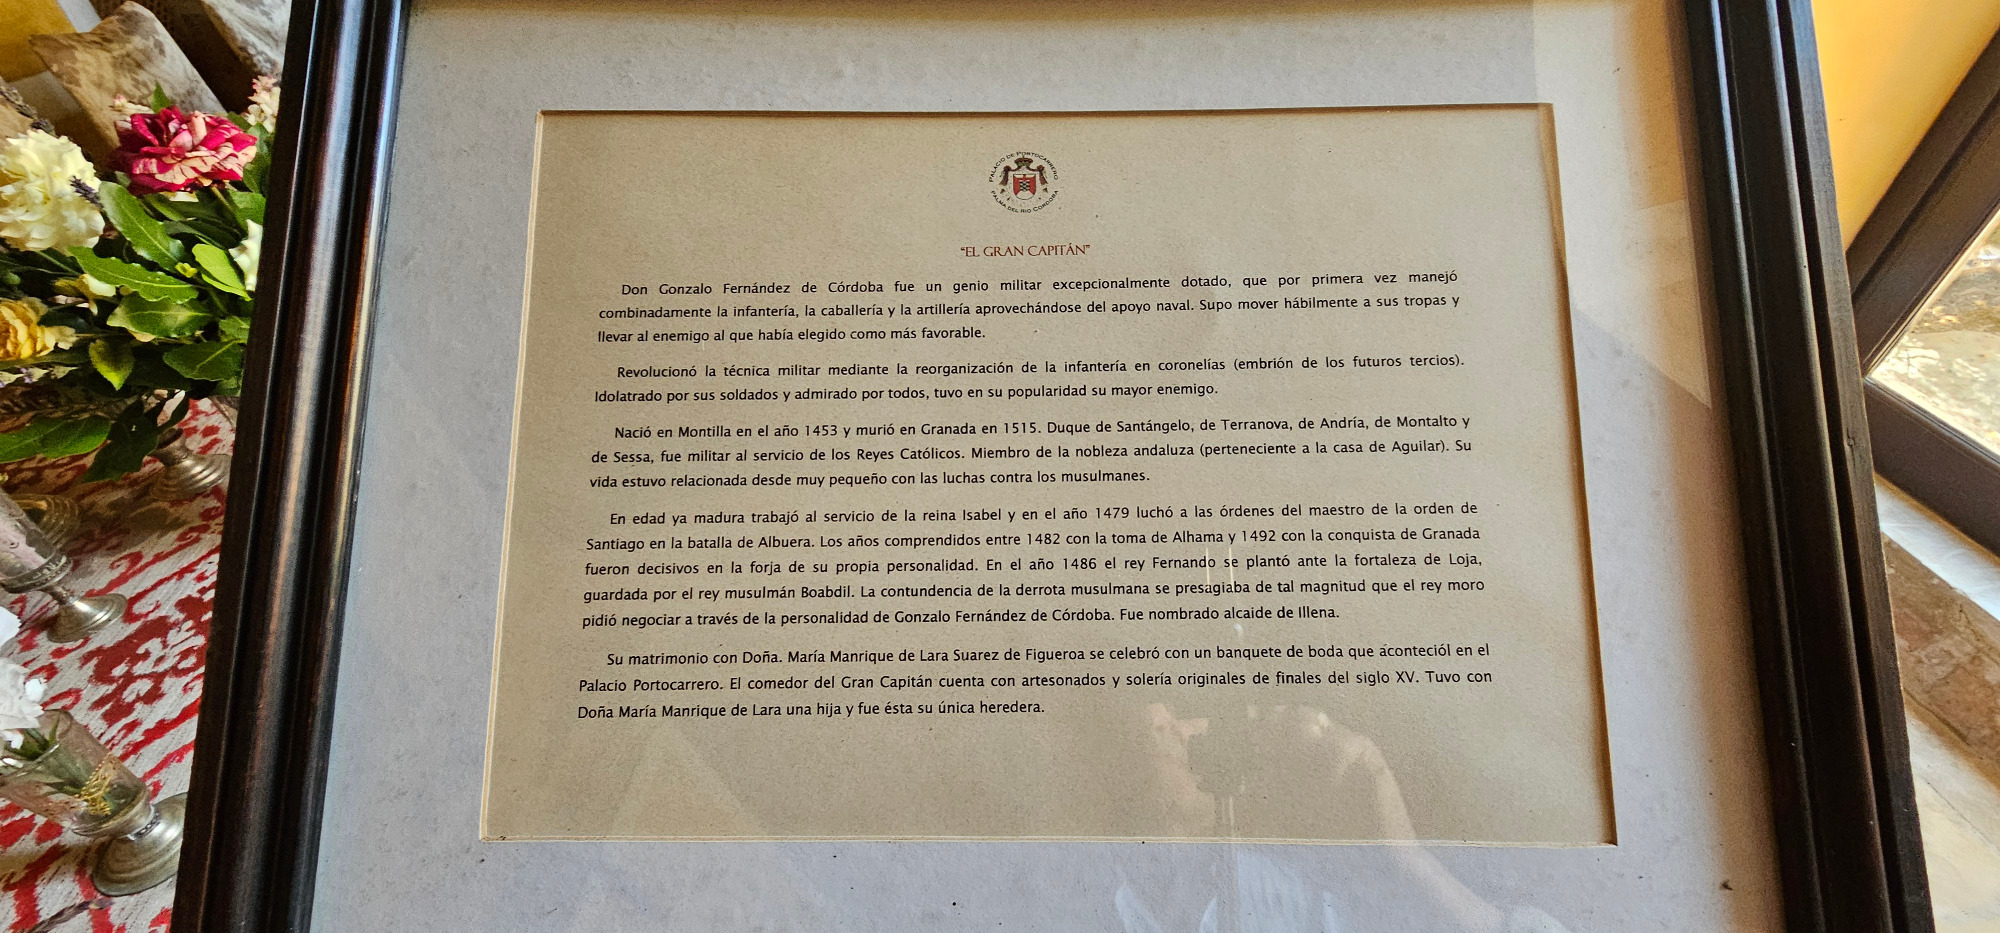 PALACIO DE PORTOCARRERO
PALMA DEL RIO CORDOBA
“EL GRAN CAPITÁN”
Don Gonzalo Fernández de Córdoba fue un genio militar excepcionalmente dotado, que por primera vez manejó
combinadamente la infantería, la caballería y la artillería aprovechándose del apoyo naval. Supo mover hábilmente a sus tropas y
llevar al enemigo al que había elegido como más favorable.
Revolucionó la técnica militar mediante la reorganización de la infantería en coronelías (embrión de los futuros tercios).
Idolatrado por sus soldados y admirado por todos, tuvo en su popularidad su mayor enemigo.
Nació en Montilla en el año 1453 y murió en Granada en 1515. Duque de Santángelo, de Terranova, de Andría, de Montalto y
de Sessa, fue militar al servicio de los Reyes Católicos. Miembro de la nobleza andaluza (perteneciente a la casa de Aguilar). Su
vida estuvo relacionada desde muy pequeño con las luchas contra los musulmanes.
En edad ya madura trabajó al servicio de la reina Isabel y en el año 1479 luchó a las órdenes del maestro de la orden de
Santiago en la batalla de Albuera. Los años comprendidos entre 1482 con la toma de Alhama y 1492 con la conquista de Granada
fueron decisivos en la forja de su propia personalidad. En el año 1486 el rey Fernando se plantó ante la fortaleza de Loja,
guardada por el rey musulmán Boabdil. La contundencia de la derrota musulmana se presagiaba de tal magnitud que el rey moro
pidió negociar a través de la personalidad de Gonzalo Fernández de Córdoba. Fue nombrado alcaide de Illena.
Su matrimonio con Doña. María Manrique de Lara Suarez de Figueroa se celebró con un banquete de boda que aconteciól en el
Palacio Portocarrero. El comedor del Gran Capitán cuenta con artesonados y solería originales de finales del siglo XV. Tuvo con
Doña María Manrique de Lara una hija y fue ésta su única heredera.